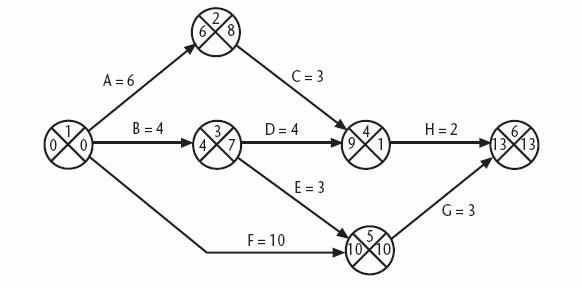 2
6 8
A = 6
C = 3
1
0 0
B = 4
3
4 7
D = 4
4
9 1
H = 2
6
13 13
E = 3
G = 3
F = 10
5
10 10